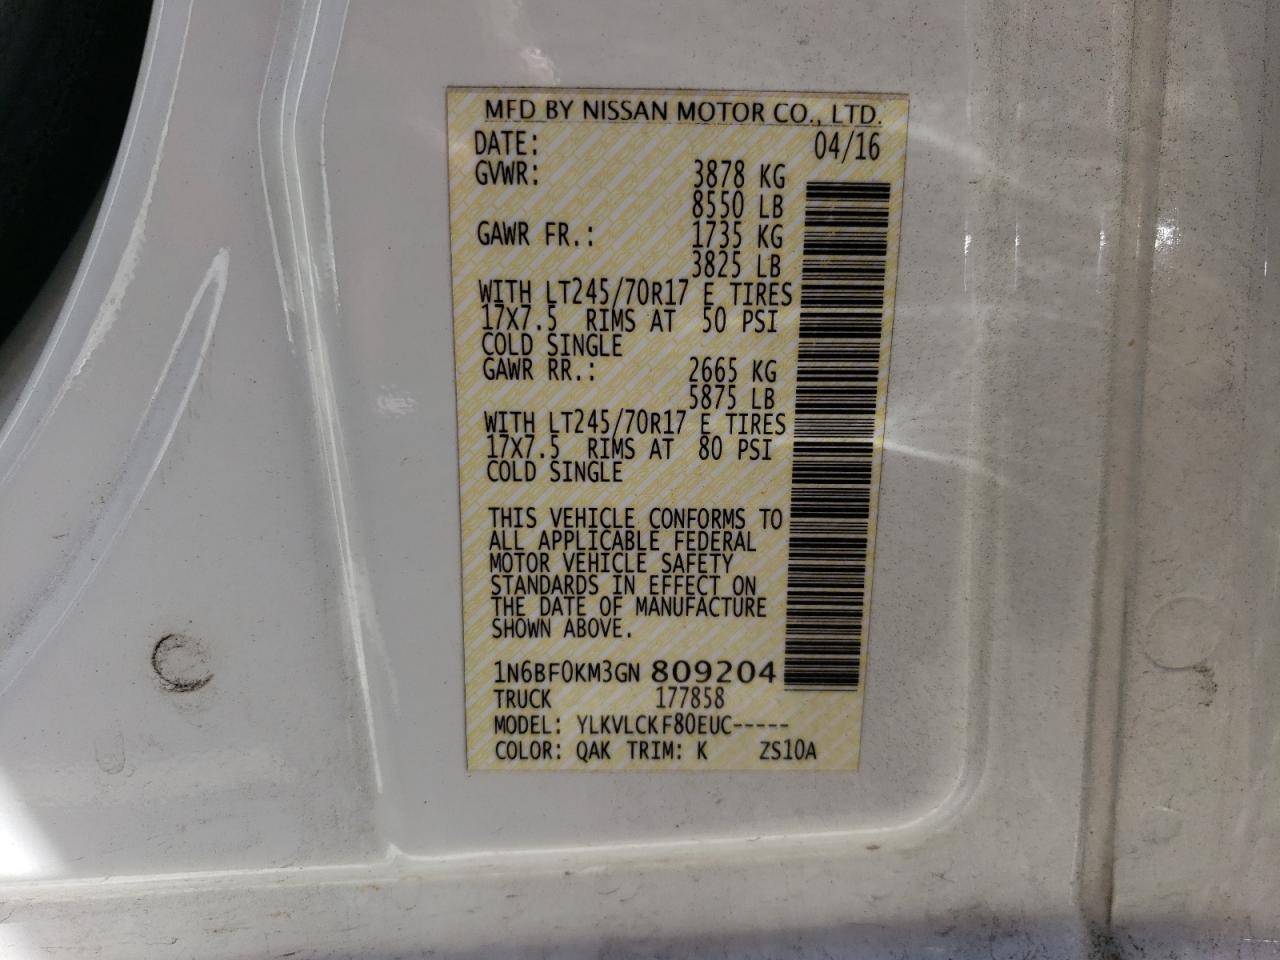 MFD BY NISSAN MOTOR CO., LTD.
DATE: 04/16
GVWR: 3878 KG
8550 LB
GAWR FR.: 1735 KG
3825 LB
WITH LT245/70R17 E TIRES
17X7.5 RIMS AT 50 PSI
COLD SINGLE
GAWR RR.: 2665 KG
5875 LB
WITH LT245/70R17 E TIRES
17X7.5 RIMS AT 80 PSI
COLD SINGLE
THIS VEHICLE CONFORMS TO
ALL APPLICABLE FEDERAL
MOTOR VEHICLE SAFETY
STANDARDS IN EFFECT ON
THE DATE OF MANUFACTURE
SHOWN ABOVE.
1N6BF0KM3GN 809204
TRUCK 177858
MODEL: YLKVLCKF80EUC-----
COLOR: QAK TRIM: K ZS10A